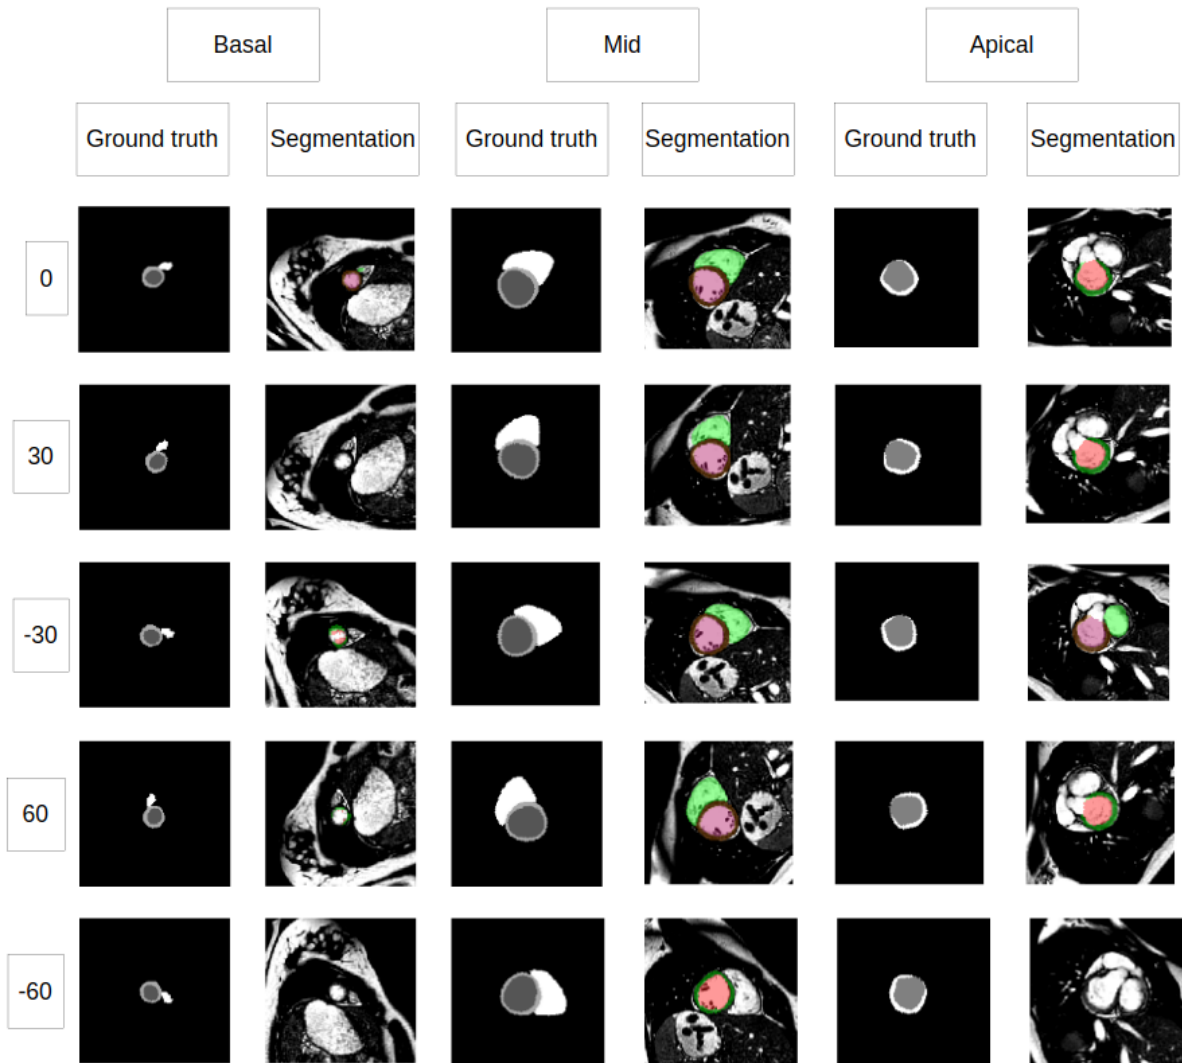 Basal
Mid
Apical
Ground truth
Segmentation
Ground truth
Segmentation
Ground truth
Segmentation
0
30
-30
60
-60